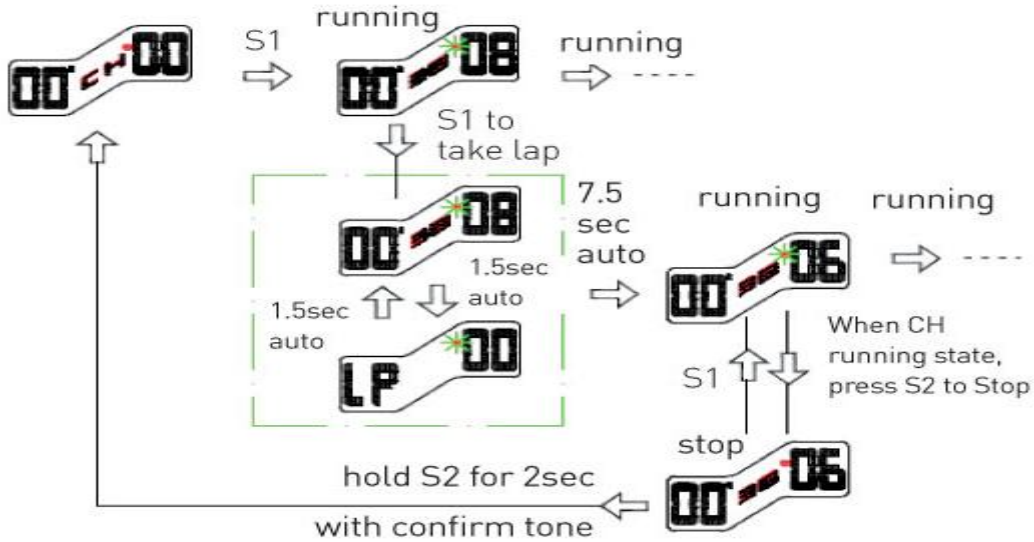 running
S1
running
00 CH 00
00 08
S1 to
take lap
7.5
sec
auto
running
running
00 08
1.5sec
auto
1.5sec
auto
00 06
LP 00
When CH
running state,
press S2 to Stop
S1
stop
hold S2 for 2sec
00 06
with confirm tone